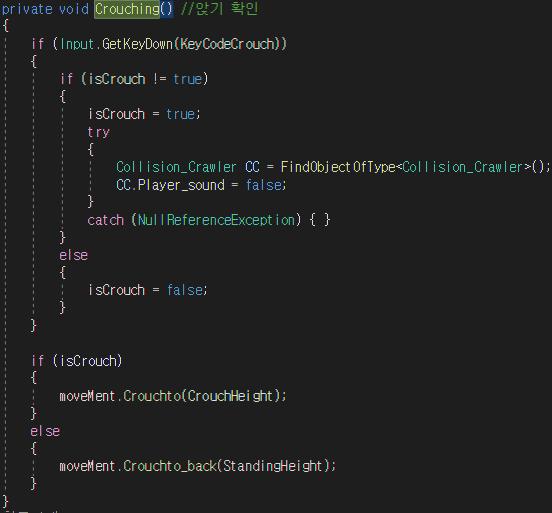 private void Crouching() //앉기 확인
{
if (Input.GetKeyDown(KeyCodeCrouch))
{
if (isCrouch != true)
{
isCrouch = true;
try
{
Collision_Crawler CC = FindObjectOfType<Collision_Crawler>();
CC.Player_sound = false;
}
catch (NullReferenceException) { }
}
else
{
isCrouch = false;
}
}
if (isCrouch)
{
moveMent.Crouchto(CrouchHeight);
}
else
{
moveMent.Crouchto_back(StandingHeight);
}
}